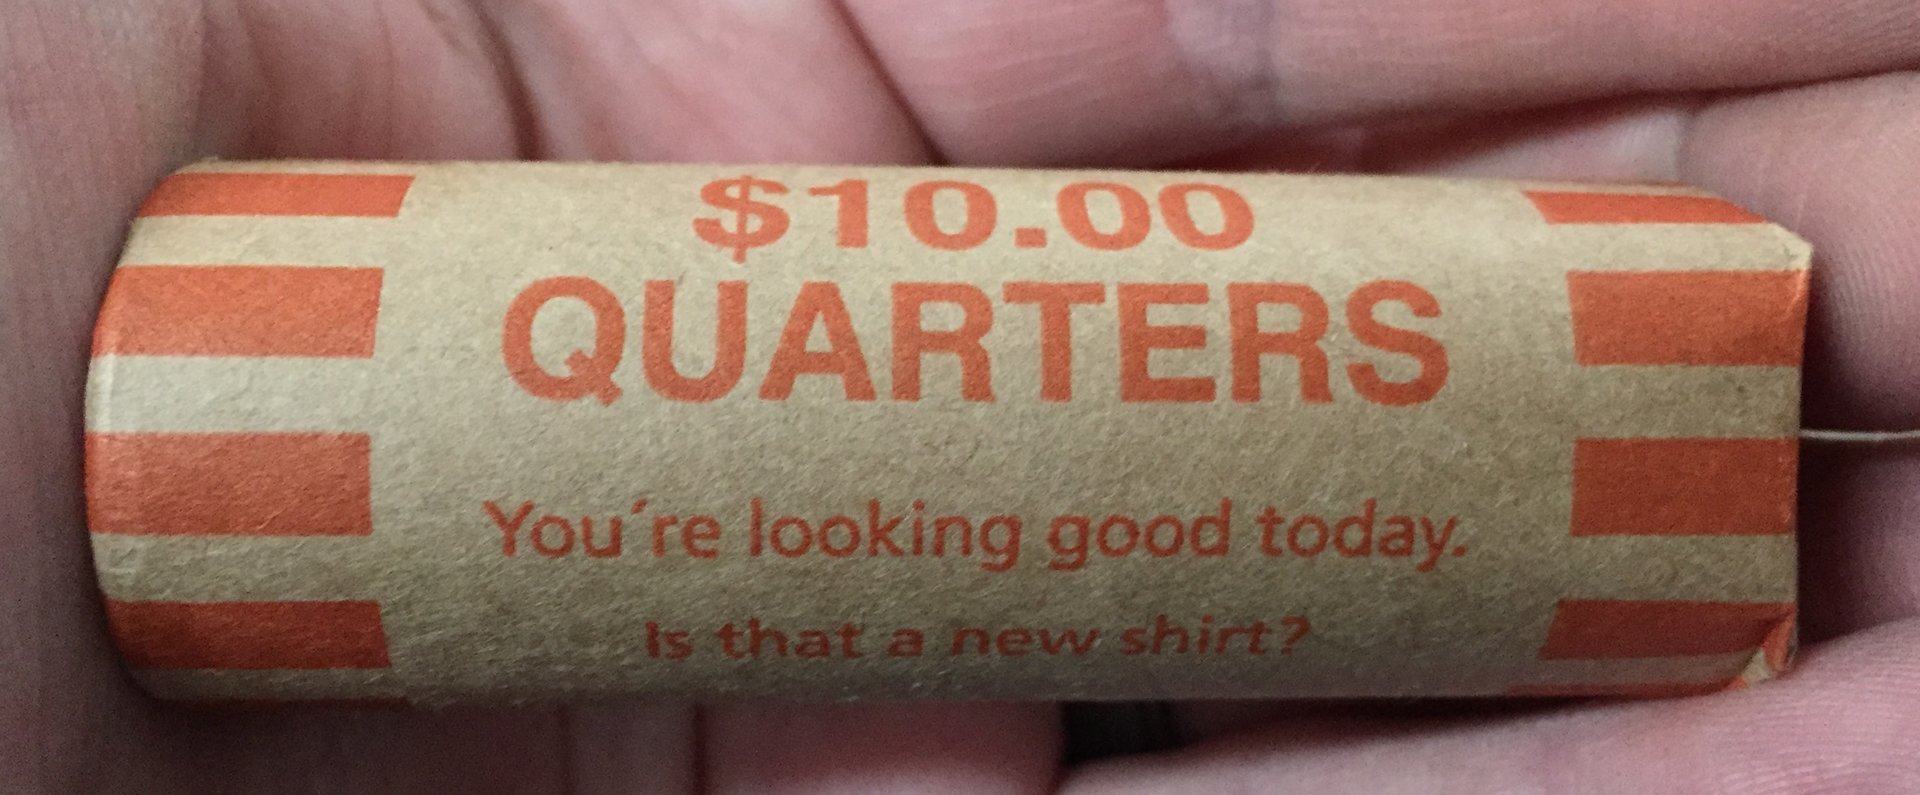 $10.00
QUARTERS
You're looking good today.
Is that a new shirt?